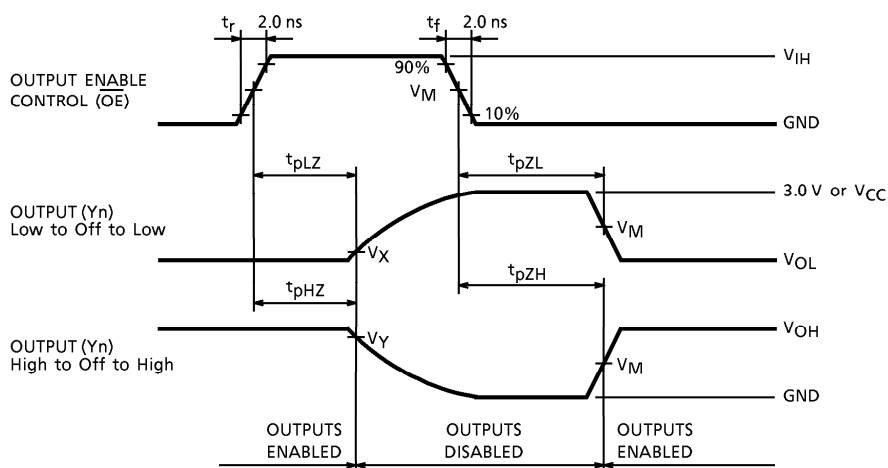 tr 2.0 ns tf 2.0 ns
OUTPUT ENABLE
CONTROL (O̅E̅)
90%
VM
10%
VIH
GND
tpLZ tpZL
OUTPUT (Yn)
Low to Off to Low
VX
3.0 V or VCC
VM
VOL
tpHZ tpZH
OUTPUT (Yn)
High to Off to High
VY
VOH
VM
GND
OUTPUTS
ENABLED
OUTPUTS
DISABLED
OUTPUTS
ENABLED